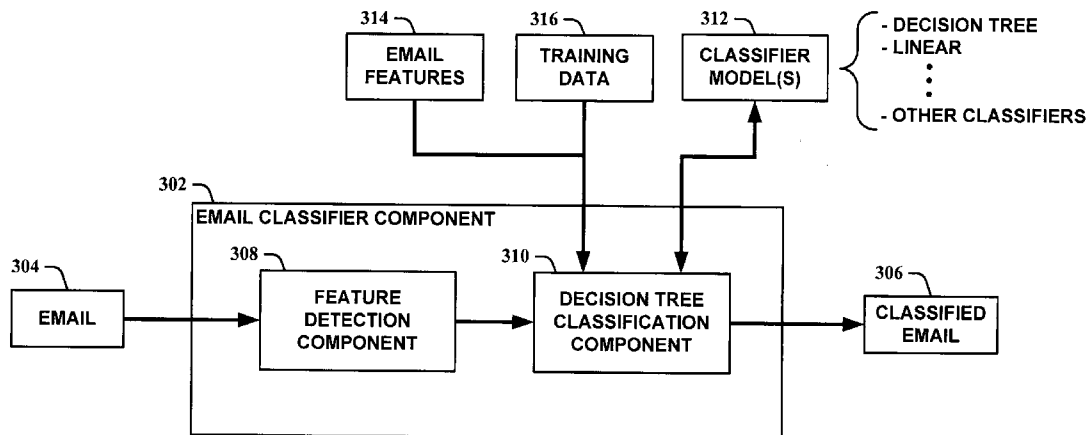 314
EMAIL
FEATURES
316
TRAINING
DATA
312
CLASSIFIER
MODEL(S)
- DECISION TREE
- LINEAR
- OTHER CLASSIFIERS
302
EMAIL CLASSIFIER COMPONENT
304
EMAIL
308
FEATURE
DETECTION
COMPONENT
310
DECISION TREE
CLASSIFICATION
COMPONENT
306
CLASSIFIED
EMAIL